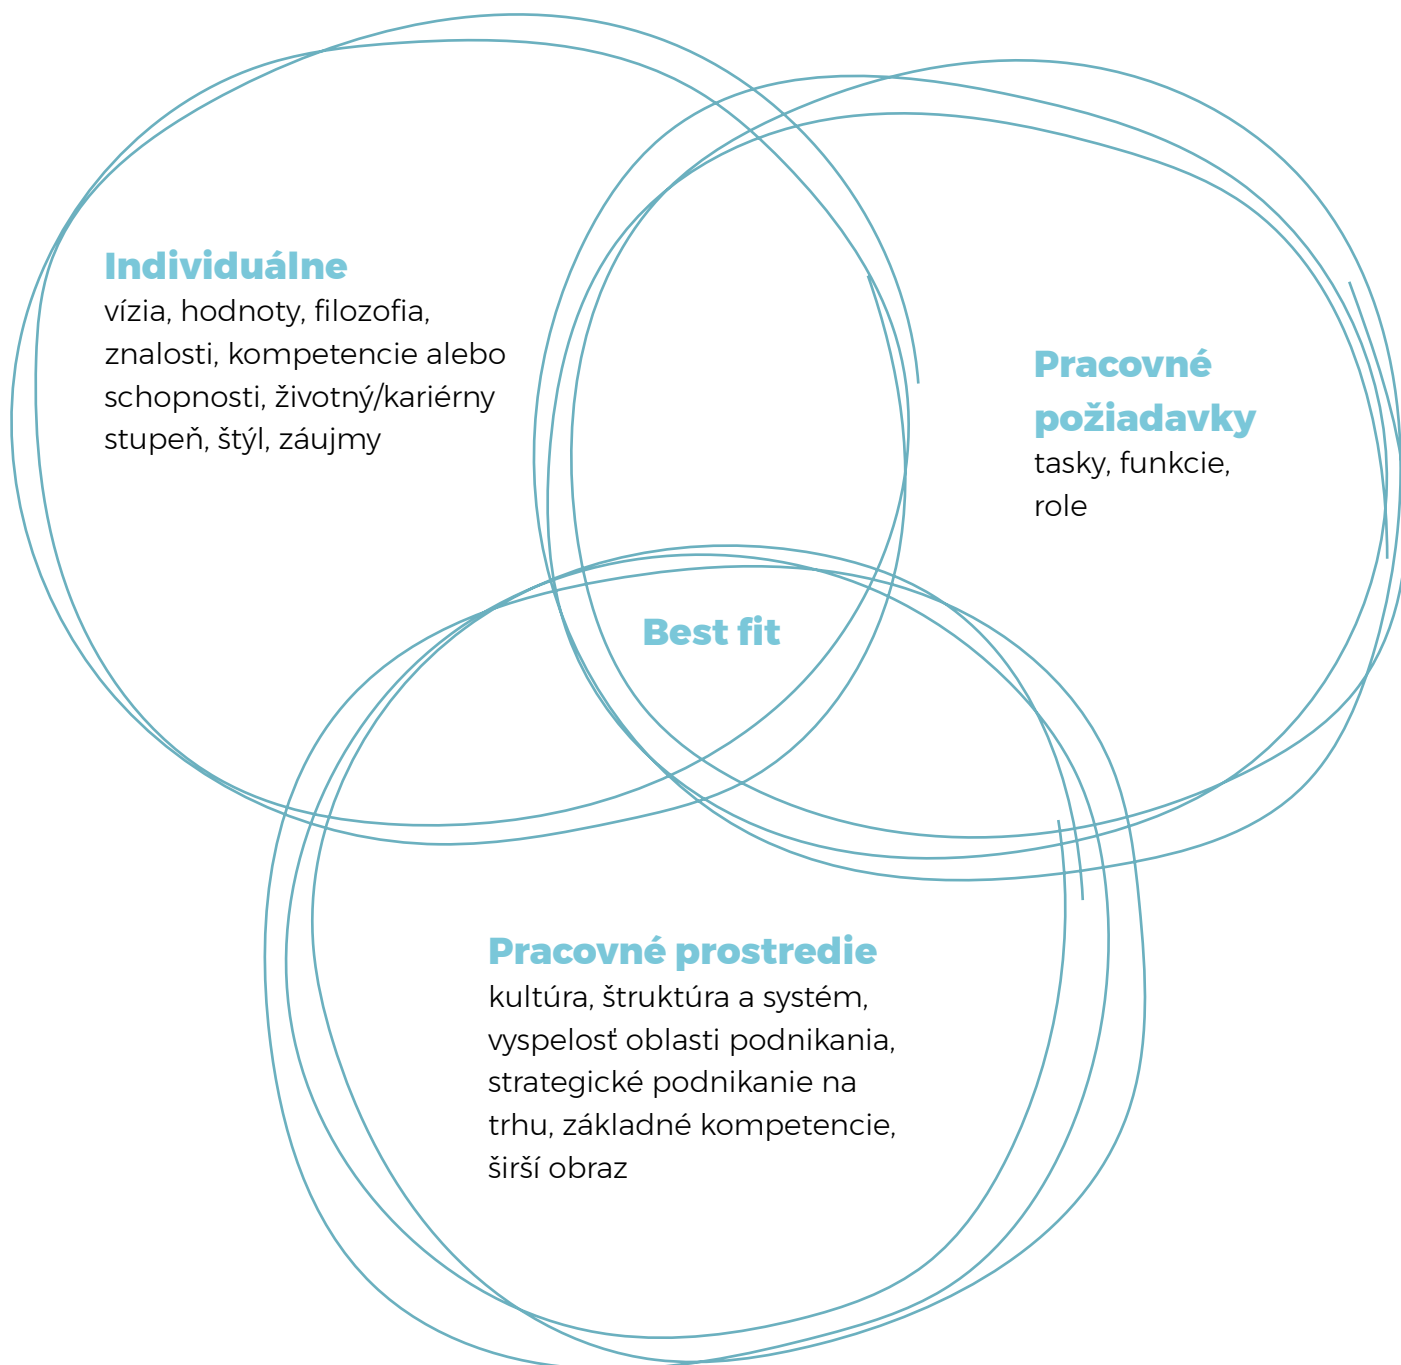 Individuálne
vízia, hodnoty, filozofia,
znalosti, kompetencie alebo
schopnosti, životný/kariérny
stupeň, štýl, záujmy
Pracovné
požiadavky
tasky, funkcie,
role
Best fit
Pracovné prostredie
kultúra, štruktúra a systém,
vyspelosť oblasti podnikania,
strategické podnikanie na
trhu, základné kompetencie,
širší obraz